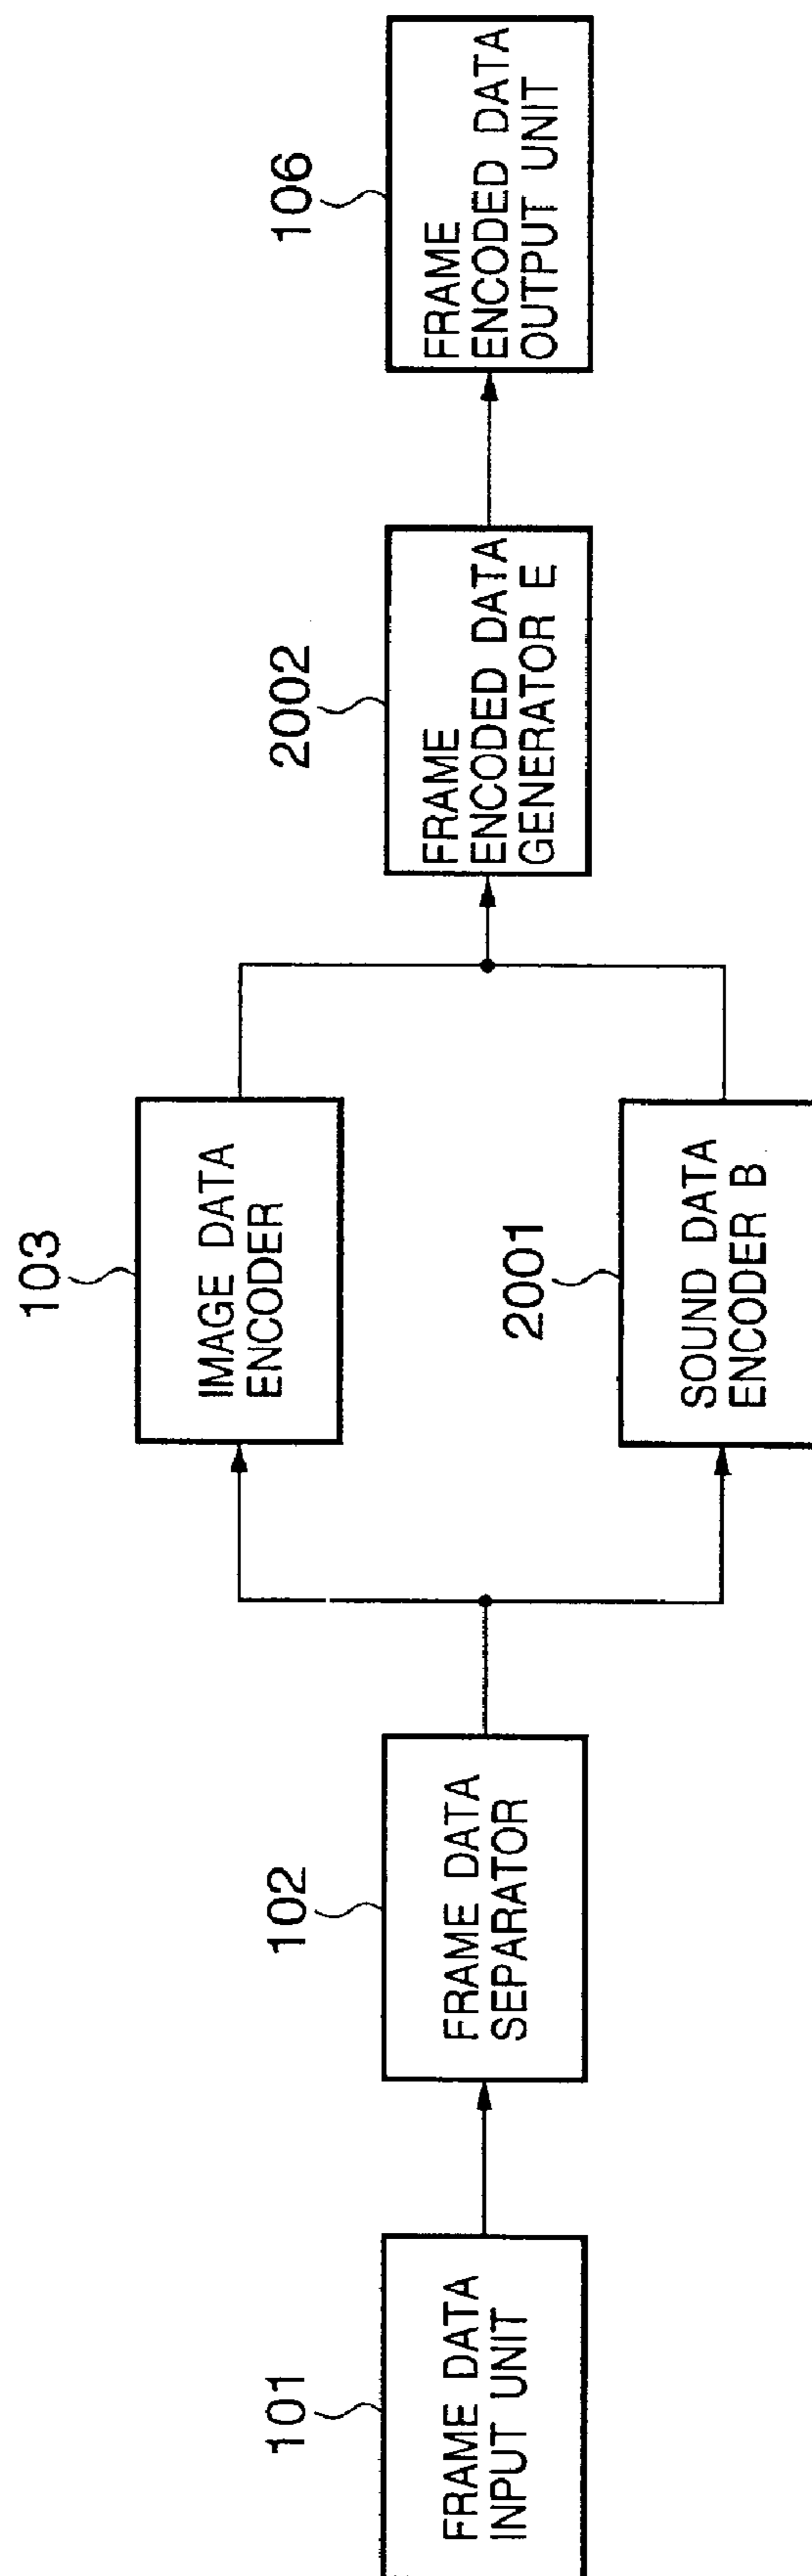 101
FRAME DATA
INPUT UNIT
102
FRAME DATA
SEPARATOR
103
IMAGE DATA
ENCODER
2001
SOUND DATA
ENCODER B
2002
FRAME
ENCODED DATA
GENERATOR E
106
FRAME
ENCODED DATA
OUTPUT UNIT